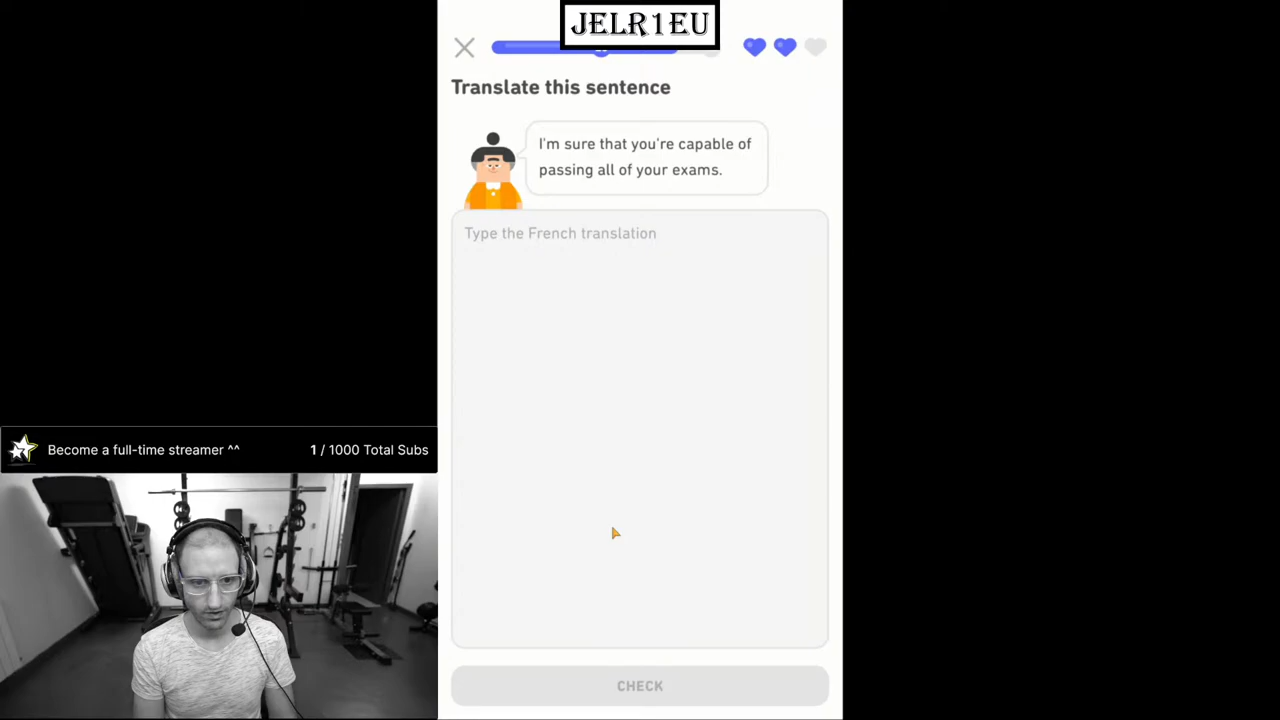 JELR1EU
Translate this sentence
I'm sure that you're capable of
passing all of your exams.
Type the French translation
Become a full-time streamer ^^ 1 / 1000 Total Subs
CHECK